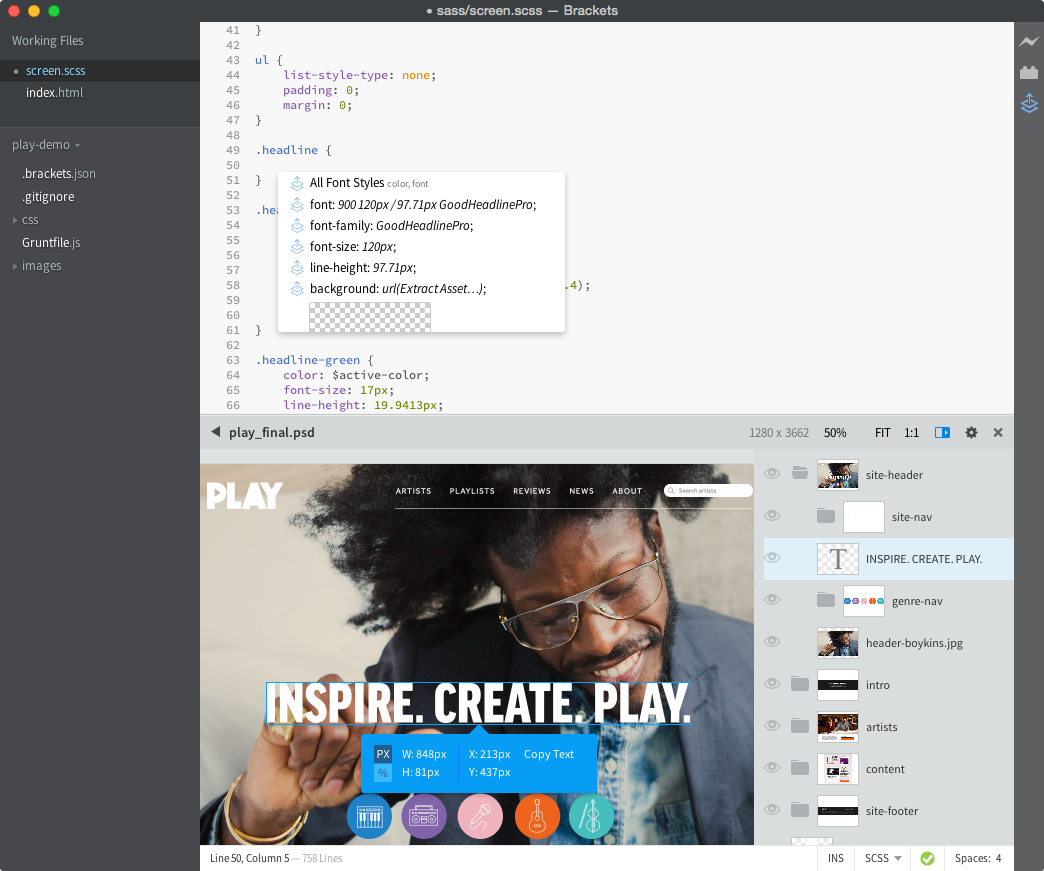 • sass/screen.scss — Brackets
Working Files
• screen.scss
index.html
play-demo
.brackets.json
.gitignore
css
Gruntfile.js
images
41 }
42
43 ul {
44 list-style-type: none;
45 padding: 0;
46 margin: 0;
47 }
48
49 .headline {
50
51 }
52
53 .hea
54
55
56
57
58 .4);
59
60
61 }
62
63 .headline-green {
64 color: $active-color;
65 font-size: 17px;
66 line-height: 19.9413px;
All Font Styles color, font
font: 900 120px / 97.71px GoodHeadlinePro;
font-family: GoodHeadlinePro;
font-size: 120px;
line-height: 97.71px;
background: url(Extract Asset…);
play_final.psd 1280 x 3662 50% FIT 1:1
PLAY ARTISTS PLAYLISTS REVIEWS NEWS ABOUT Search artists
INSPIRE. CREATE. PLAY.
PX W: 848px X: 213px Copy Text
% H: 81px Y: 437px
site-header
site-nav
T INSPIRE. CREATE. PLAY.
genre-nav
header-boykins.jpg
intro
artists
content
site-footer
Line 50, Column 5 — 758 Lines INS SCSS Spaces: 4